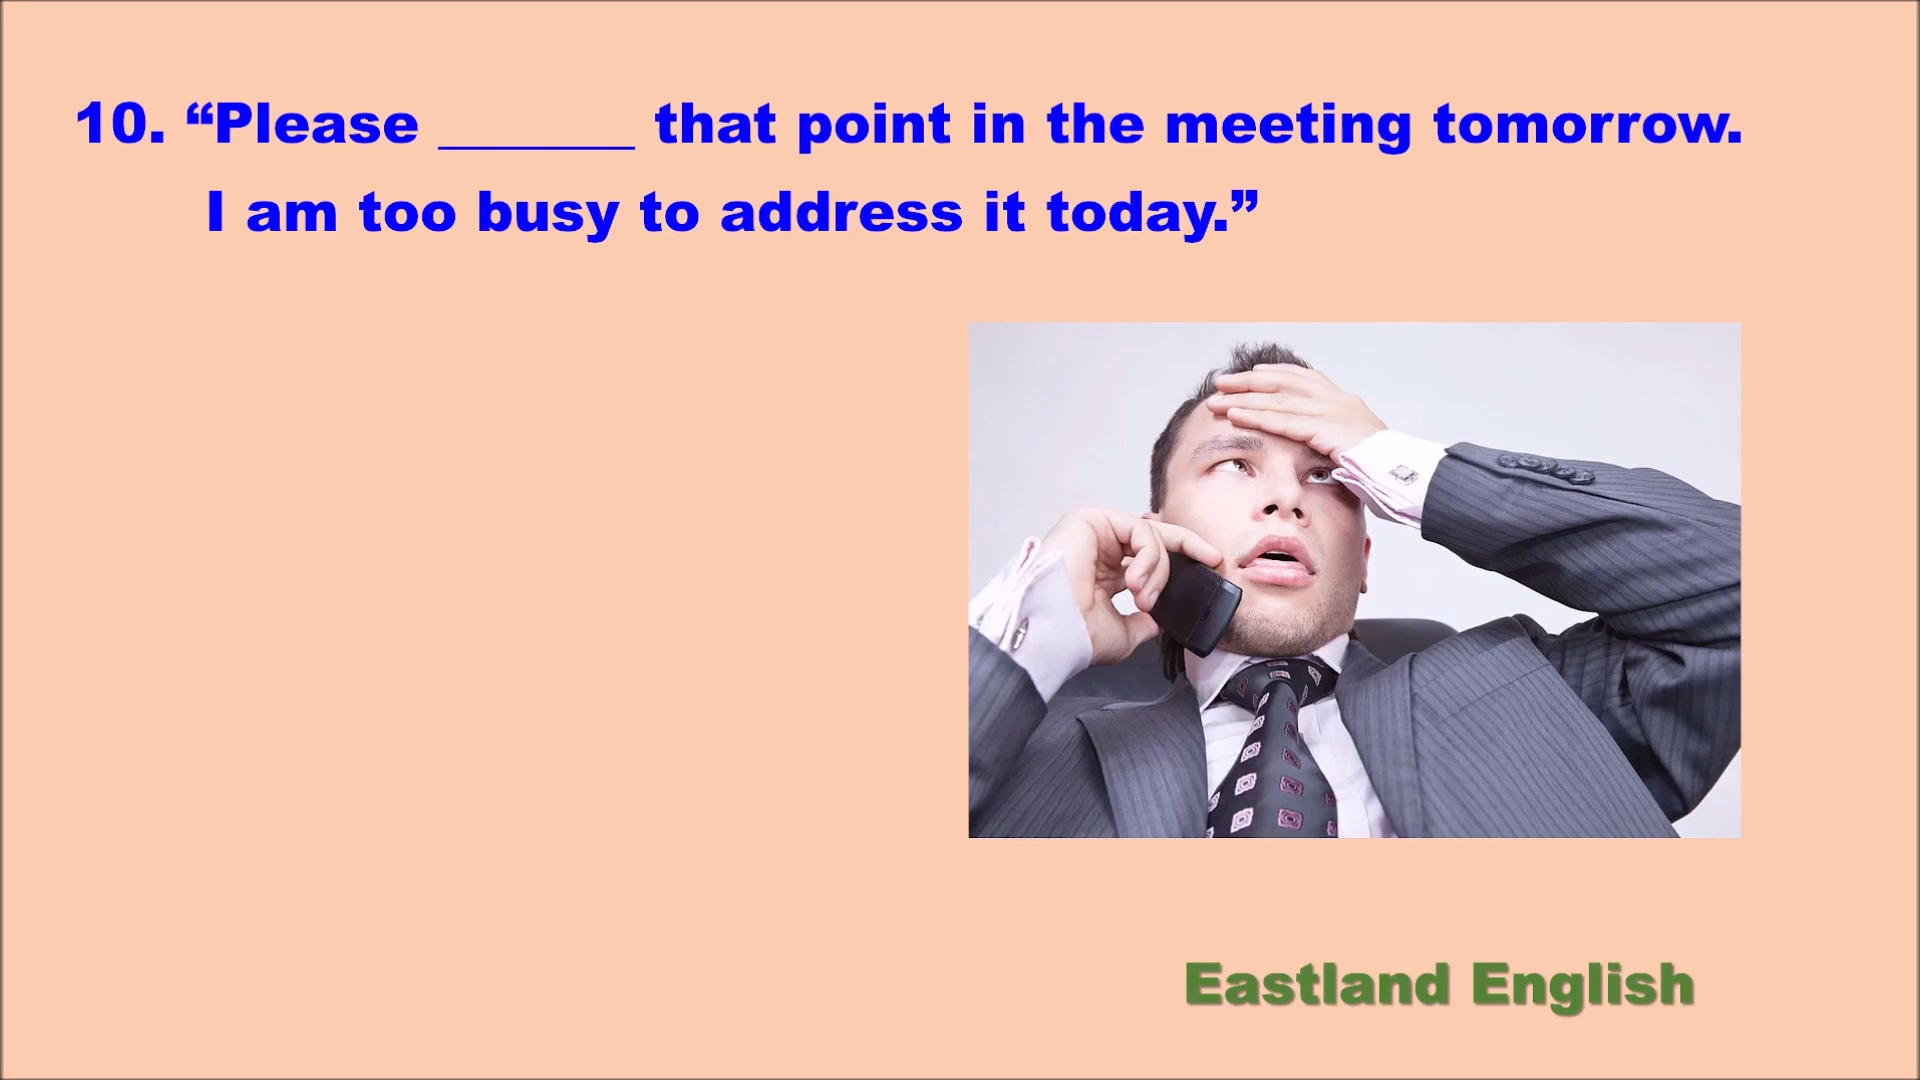 10. “Please _______ that point in the meeting tomorrow.
I am too busy to address it today.”
Eastland English